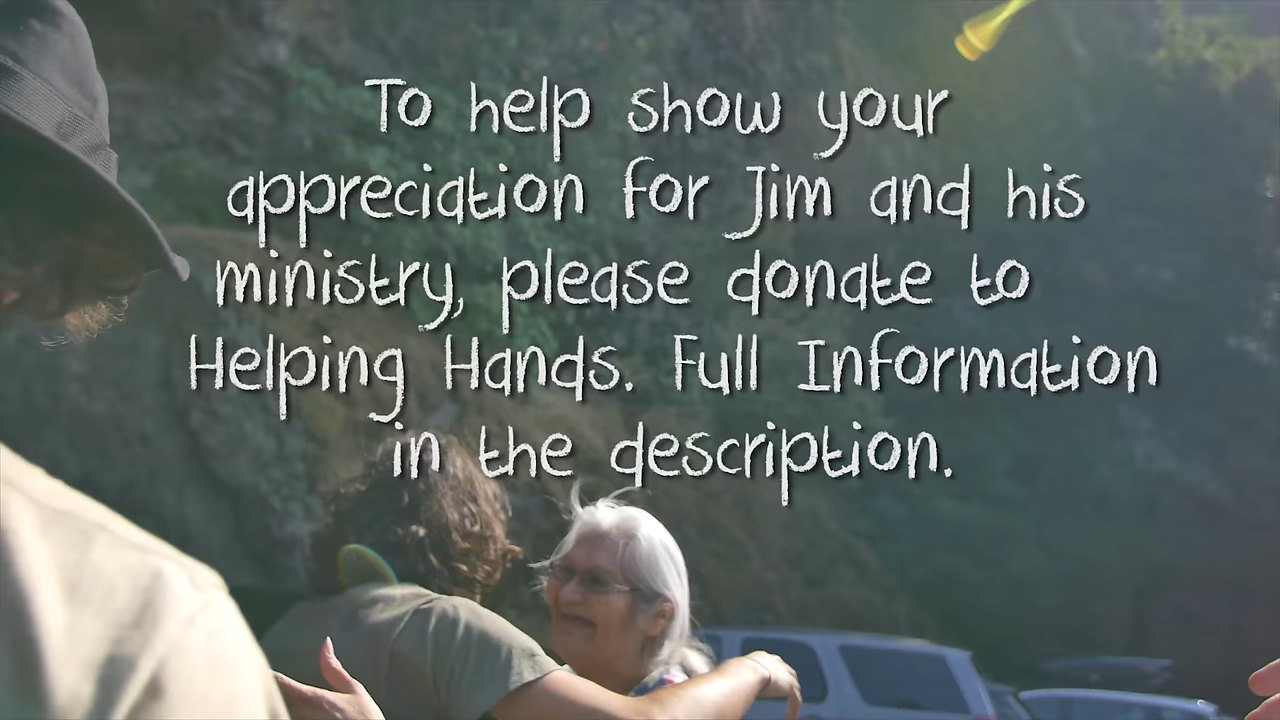 To help show your
appreciation for Jim and his
ministry, please donate to
Helping Hands. Full Information
in the description.